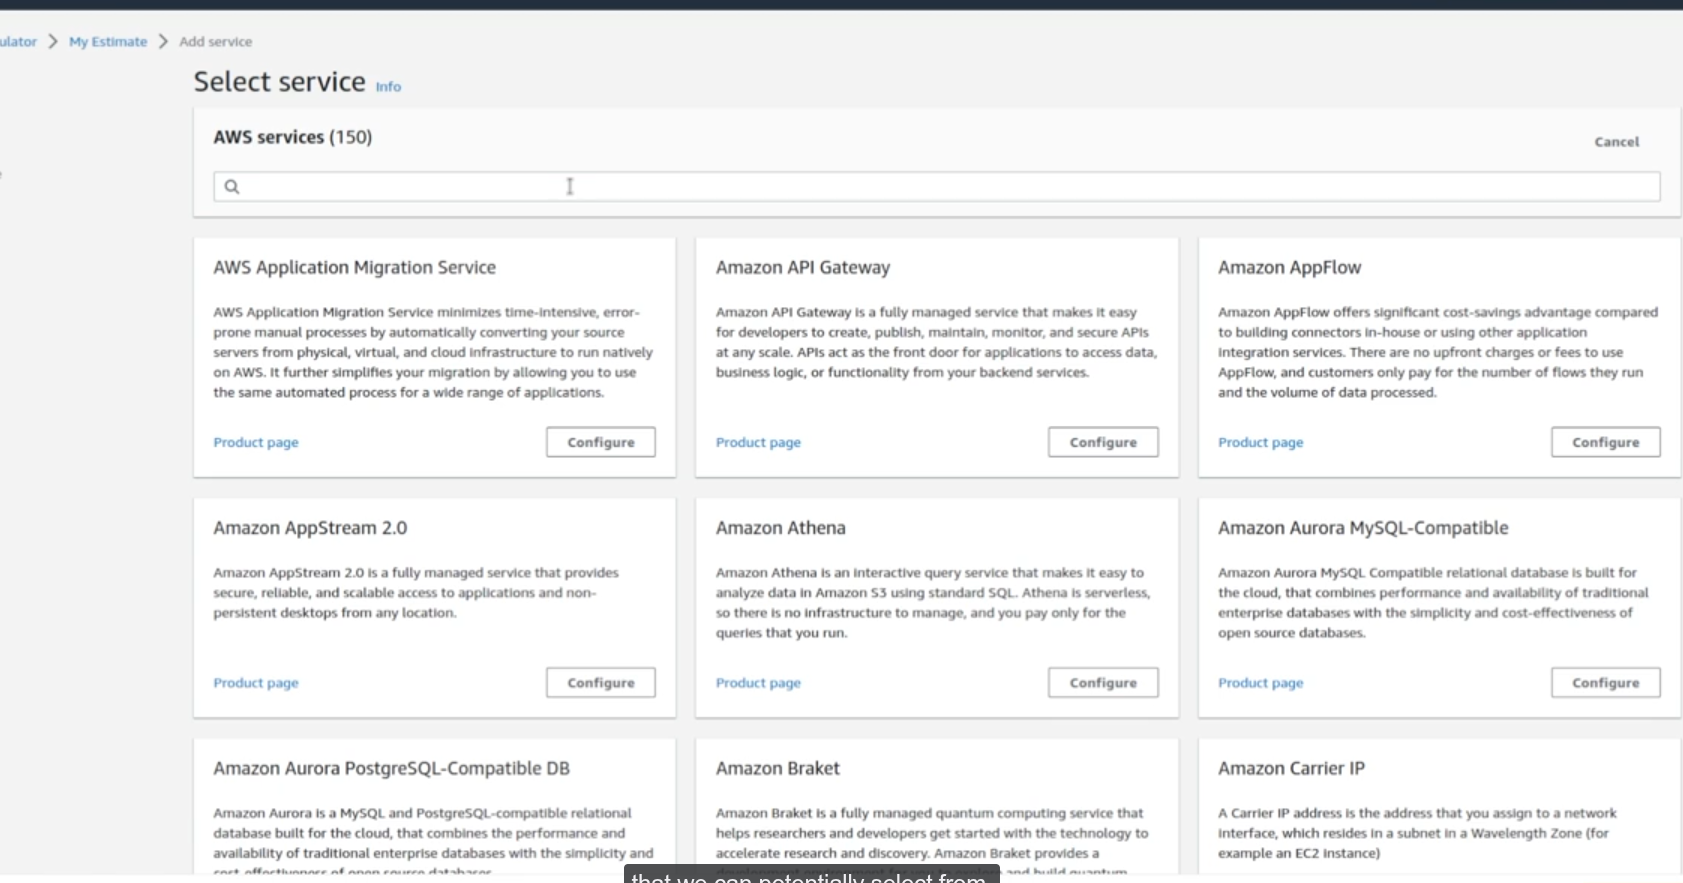 ulator > My Estimate > Add service
Select service Info
AWS services (150)
Cancel
AWS Application Migration Service
AWS Application Migration Service minimizes time-intensive, error-
prone manual processes by automatically converting your source
servers from physical, virtual, and cloud infrastructure to run natively
on AWS. It further simplifies your migration by allowing you to use
the same automated process for a wide range of applications.
Product page
Configure
Amazon API Gateway
Amazon API Gateway is a fully managed service that makes it easy
for developers to create, publish, maintain, monitor, and secure APIs
at any scale. APIs act as the front door for applications to access data,
business logic, or functionality from your backend services.
Product page
Configure
Amazon AppFlow
Amazon AppFlow offers significant cost-savings advantage compared
to building connectors in-house or using other application
integration services. There are no upfront charges or fees to use
AppFlow, and customers only pay for the number of flows they run
and the volume of data processed.
Product page
Configure
Amazon AppStream 2.0
Amazon AppStream 2.0 is a fully managed service that provides
secure, reliable, and scalable access to applications and non-
persistent desktops from any location.
Product page
Configure
Amazon Athena
Amazon Athena is an interactive query service that makes it easy to
analyze data in Amazon S3 using standard SQL. Athena is serverless,
so there is no infrastructure to manage, and you pay only for the
queries that you run.
Product page
Configure
Amazon Aurora MySQL-Compatible
Amazon Aurora MySQL Compatible relational database is built for
the cloud, that combines performance and availability of traditional
enterprise databases with the simplicity and cost-effectiveness of
open source databases.
Product page
Configure
Amazon Aurora PostgreSQL-Compatible DB
Amazon Aurora is a MySQL and PostgreSQL-compatible relational
database built for the cloud, that combines the performance and
availability of traditional enterprise databases with the simplicity and
cost-effectiveness of open source databases.
Amazon Braket
Amazon Braket is a fully managed quantum computing service that
helps researchers and developers get started with the technology to
accelerate research and discovery. Amazon Braket provides a
and build quantum
Amazon Carrier IP
A Carrier IP address is the address that you assign to a network
interface, which resides in a subnet in a Wavelength Zone (for
example an EC2 instance)
that we can potentially select from